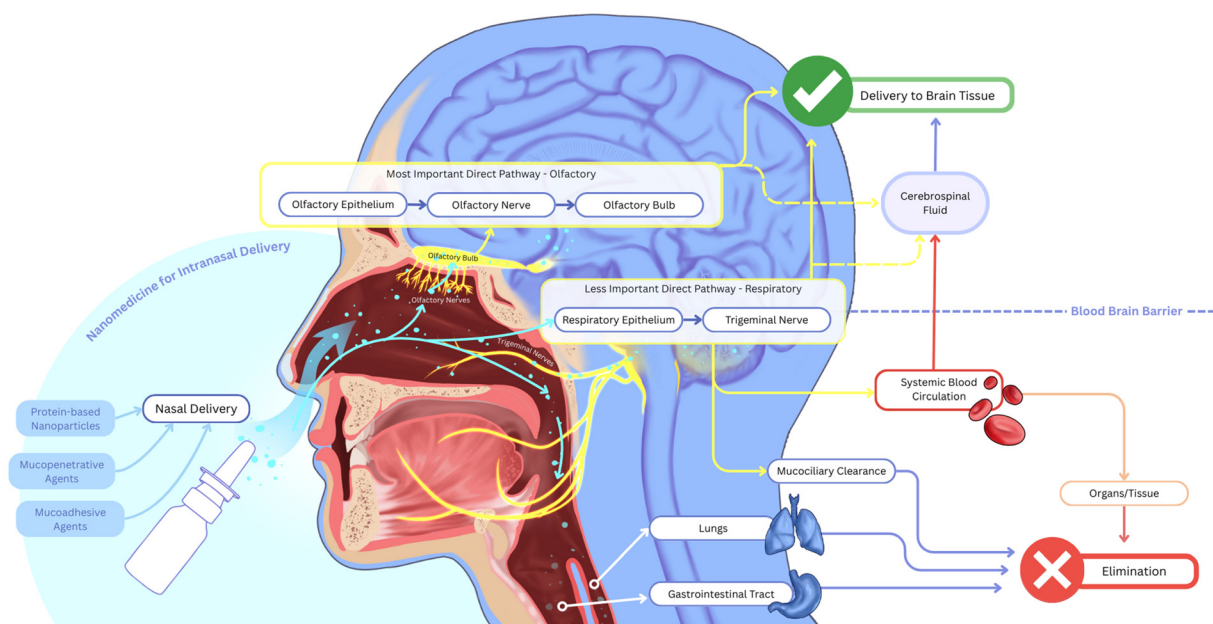 Delivery to Brain Tissue
Most Important Direct Pathway - Olfactory
Olfactory Epithelium
Olfactory Nerve
Olfactory Bulb
Cerebrospinal
Fluid
Nanomedicine for Intranasal Delivery
Olfactory Bulb
Olfactory Nerves
Less Important Direct Pathway - Respiratory
Respiratory Epithelium
Trigeminal Nerve
Blood Brain Barrier
Trigeminal Nerves
Systemic Blood
Circulation
Protein-based
Nanoparticles
Nasal Delivery
Mucopenetrative
Agents
Mucoadhesive
Agents
Mucociliary Clearance
Organs/Tissue
Lungs
Elimination
Gastrointestinal Tract